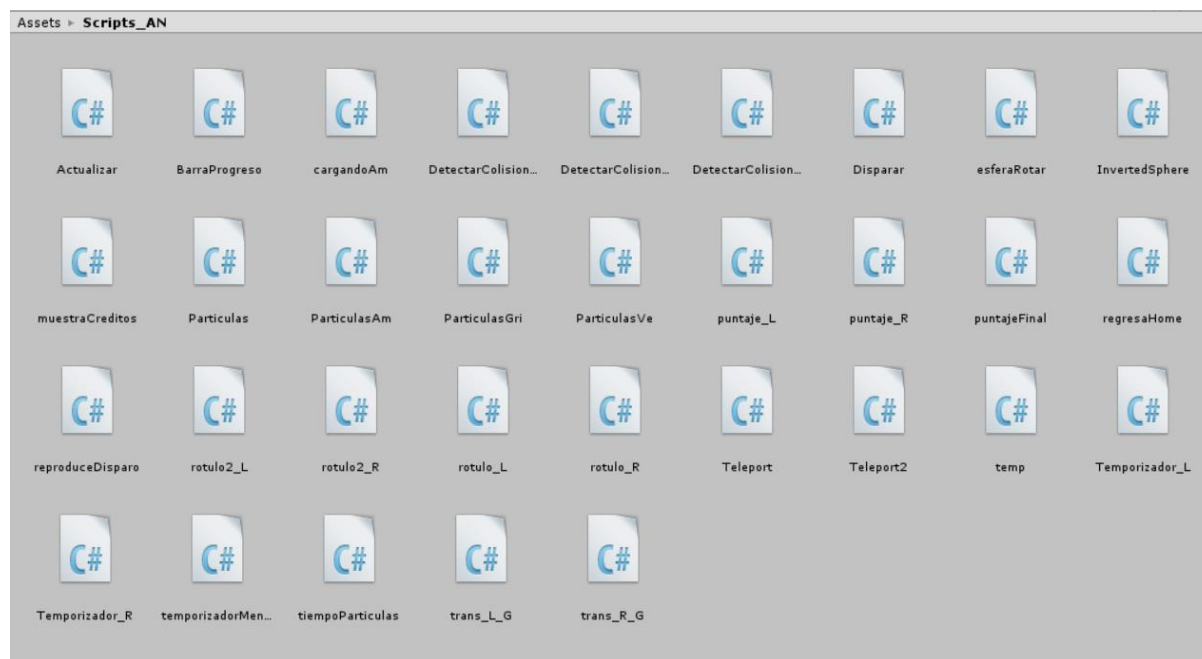 Assets ▸ Scripts_AN
C# C# C# C# C# C# C# C# C#
Actualizar BarraProgreso cargandoAm DetectarColision... DetectarColision... DetectarColision... Disparar esferaRotar InvertedSphere
C# C# C# C# C# C# C# C# C#
muestraCreditos Particulas ParticulasAm ParticulasGri ParticulasVe puntaje_L puntaje_R puntajeFinal regresaHome
C# C# C# C# C# C# C# C# C#
reproduceDisparo rotulo2_L rotulo2_R rotulo_L rotulo_R Teleport Teleport2 temp Temporizador_L
C# C# C# C# C#
Temporizador_R temporizadorMen... tiempoParticulas trans_L_G trans_R_G